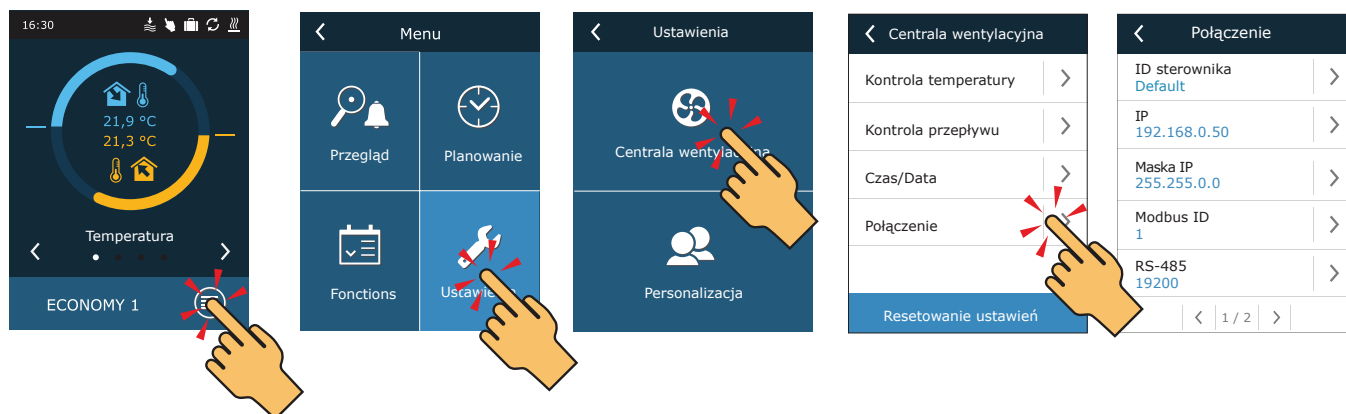 16:30
21,9 °C
21,3 °C
Temperatura
ECONOMY 1
Menu
Przegląd
Planowanie
Fonctions
Ustawienia
Ustawienia
Centrala wentylacyjna
Personalizacja
Centrala wentylacyjna
Kontrola temperatury
Kontrola przepływu
Czas/Data
Połączenie
Resetowanie ustawień
Połączenie
ID sterownika
Default
IP
192.168.0.50
Maska IP
255.255.0.0
Modbus ID
1
RS-485
19200
1 / 2